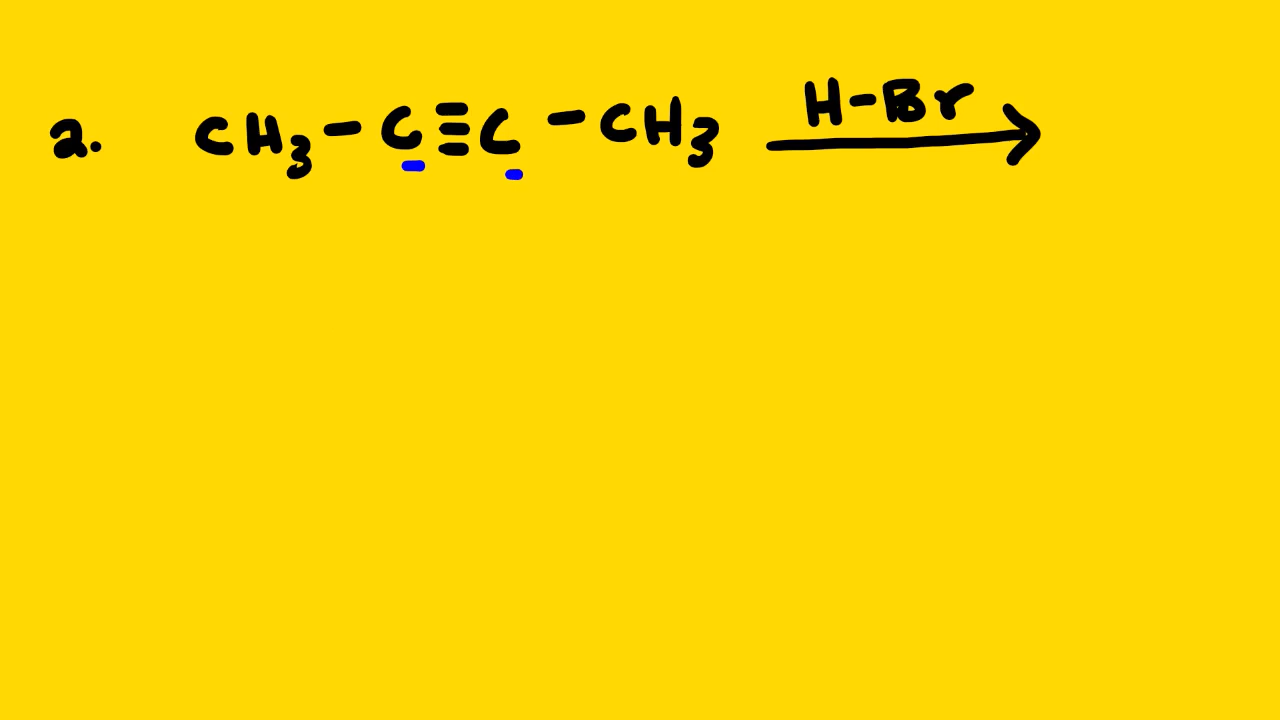 2. CH₃-C≡C-CH₃ H-Br →